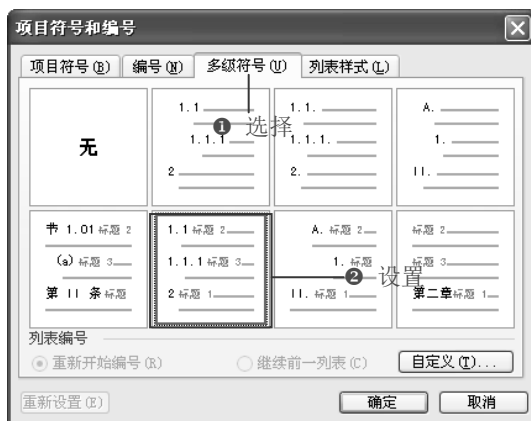 项目符号和编号
项目符号(B) 编号(N) 多级符号(U) 列表样式(L)
无
1.1
1.1.1
2
1.1.
1.1.1.
2.
A.
1.
II.
❶ 选择
节 1.01 标题 2
(a) 标题 3
第 II 条标题
1.1 标题 2
1.1.1 标题 3
2 标题 1
A. 标题 2
1. 标题
II. 标题 1
标题 2
标题 3
第二章标题 1
❷ 设置
列表编号
重新开始编号(R) 继续前一列表(C) 自定义(T)...
重新设置(E) 确定 取消